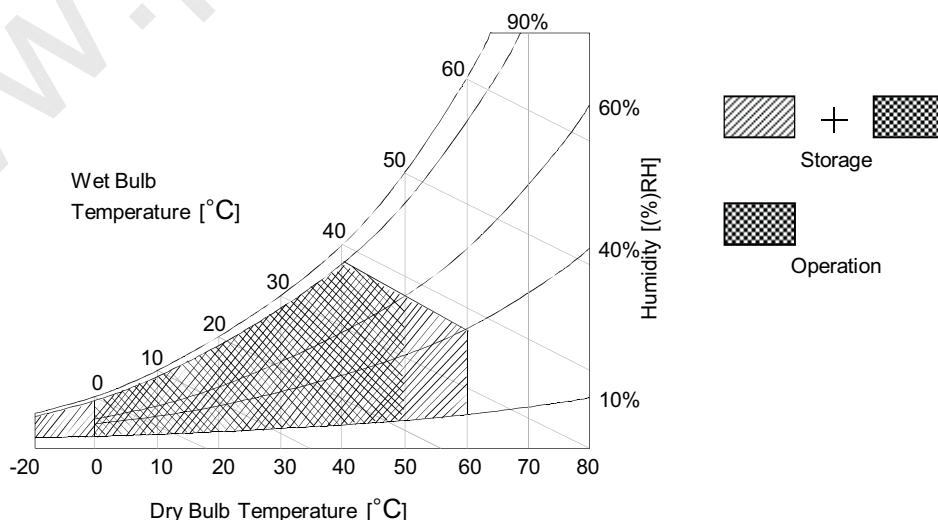 90%
60
60%
50
Wet Bulb
Temperature [°C]
40
40%
Humidity [(%)RH]
30
20
10
0
10%
-20 0 10 20 30 40 50 60 70 80
Dry Bulb Temperature [°C]
Storage
Operation